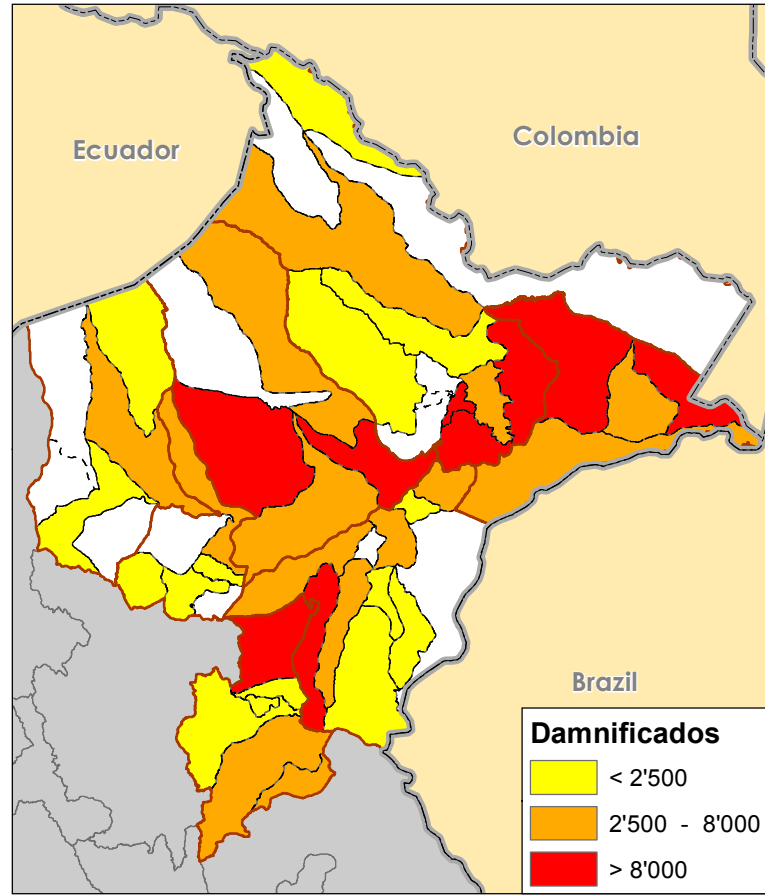 Ecuador
Colombia
Brazil
Damnificados
< 2'500
2'500 - 8'000
> 8'000